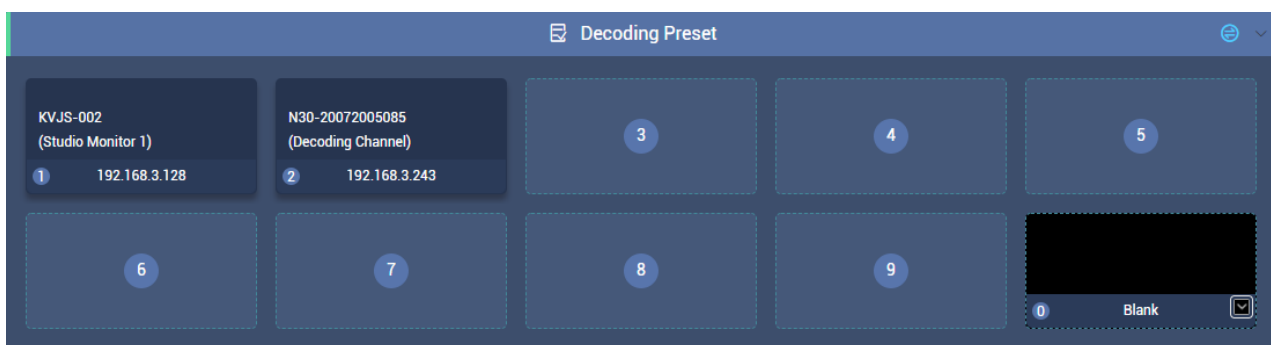 Decoding Preset
KVJS-002
(Studio Monitor 1)
1 192.168.3.128
N30-20072005085
(Decoding Channel)
2 192.168.3.243
3
4
5
6
7
8
9
0 Blank